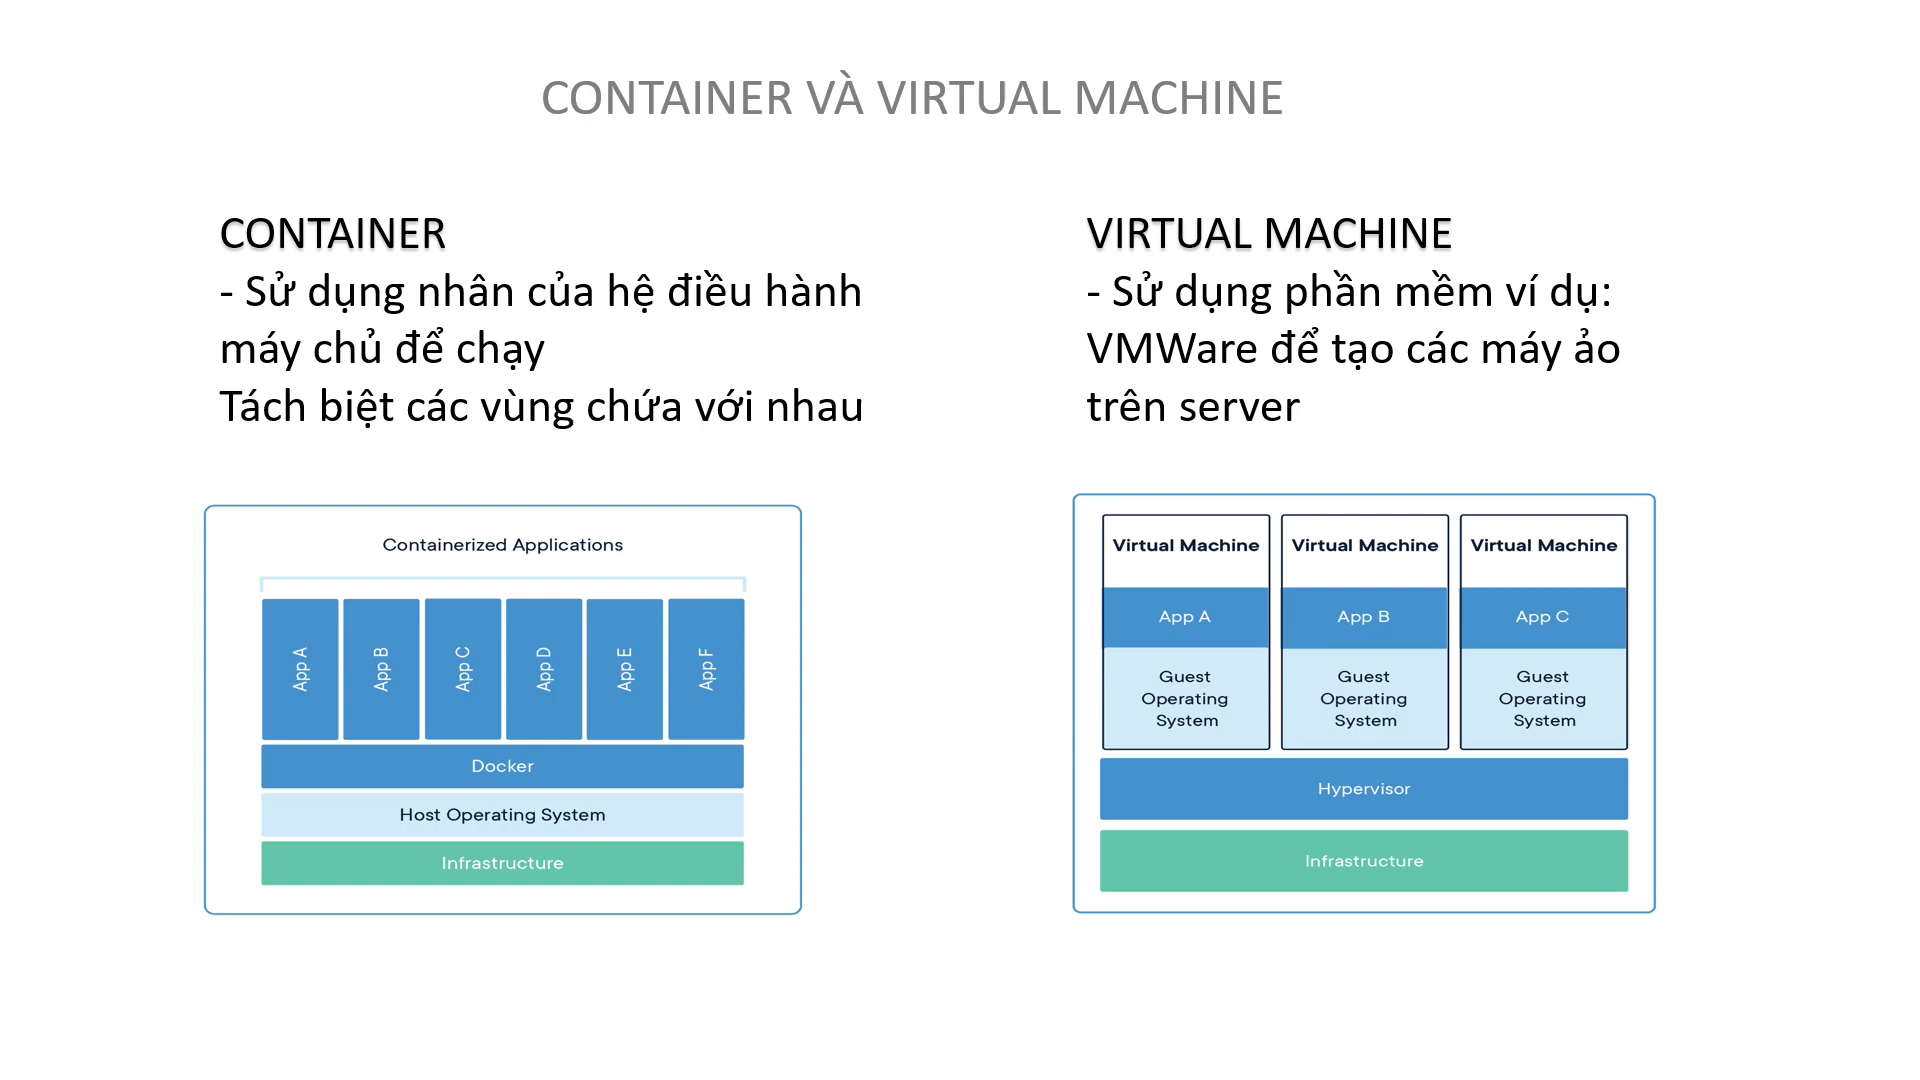 CONTAINER VÀ VIRTUAL MACHINE
CONTAINER
- Sử dụng nhân của hệ điều hành
máy chủ để chạy
Tách biệt các vùng chứa với nhau
Containerized Applications
App A
App B
App C
App D
App E
App F
Docker
Host Operating System
Infrastructure
VIRTUAL MACHINE
- Sử dụng phần mềm ví dụ:
VMWare để tạo các máy ảo
trên server
Virtual Machine
App A
Guest
Operating
System
Virtual Machine
App B
Guest
Operating
System
Virtual Machine
App C
Guest
Operating
System
Hypervisor
Infrastructure